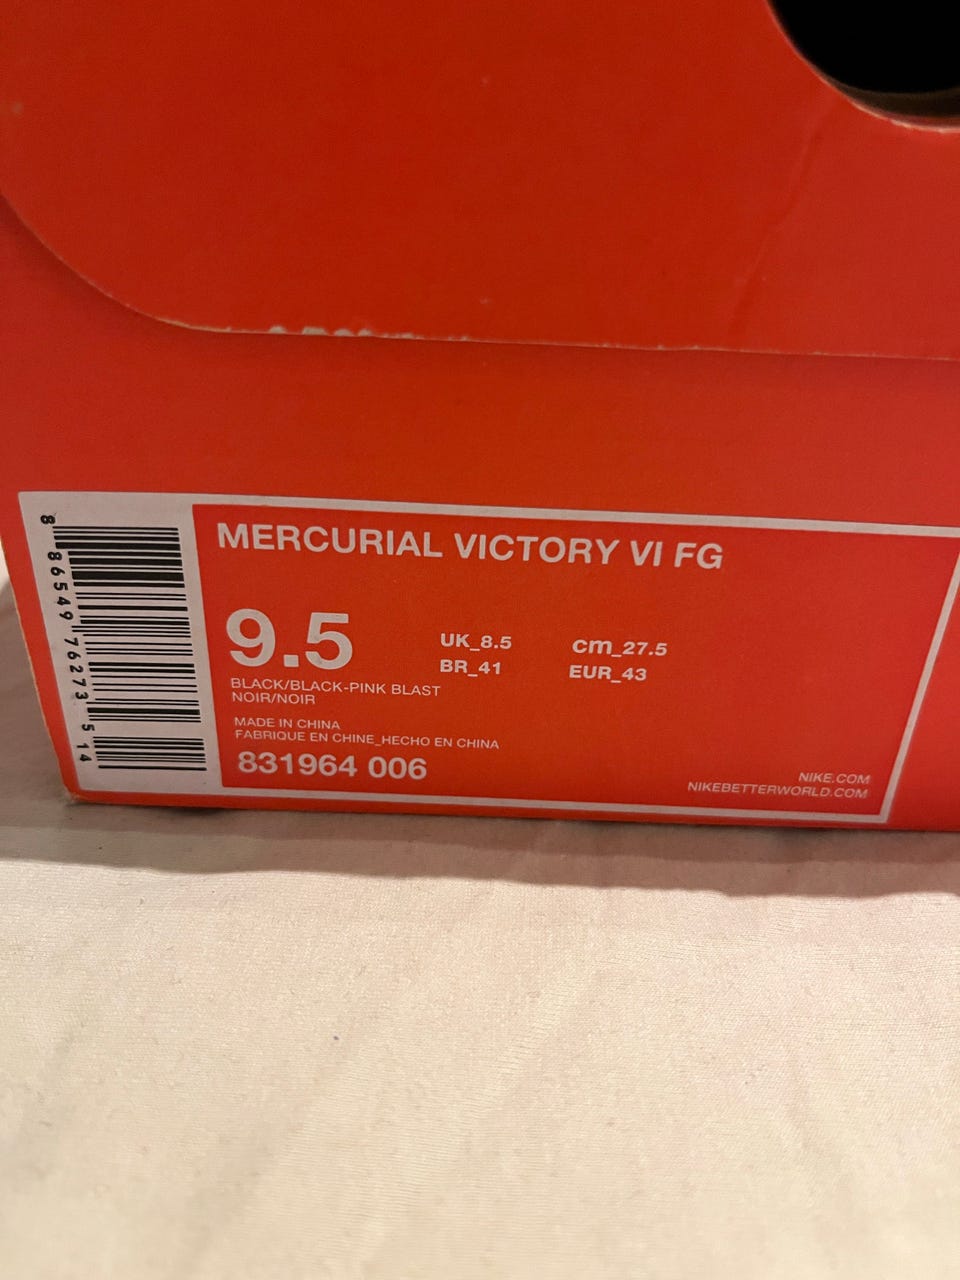 MERCURIAL VICTORY VI FG
9.5
UK_8.5 cm_27.5
BR_41 EUR_43
BLACK/BLACK-PINK BLAST
NOIR/NOIR
MADE IN CHINA
FABRIQUE EN CHINE_HECHO EN CHINA
831964 006
NIKE.COM
NIKEBETTERWORLD.COM
8 86549 76273 5 14